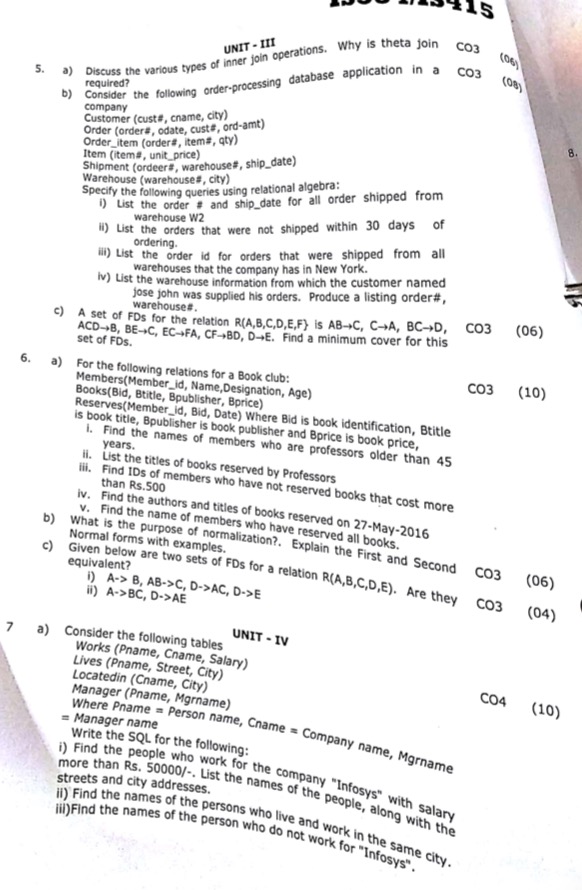 UNIT - III
5. a) Discuss the various types of inner join operations. Why is theta join CO3 (06)
required?
b) Consider the following order-processing database application in a CO3 (08)
company
Customer (cust#, cname, city)
Order (order#, odate, cust#, ord-amt)
Order_item (order#, item#, qty)
Item (item#, unit_price)
Shipment (ordeer#, warehouse#, ship_date)
Warehouse (warehouse#, city)
Specify the following queries using relational algebra:
i) List the order # and ship_date for all order shipped from
warehouse W2
ii) List the orders that were not shipped within 30 days of
ordering.
iii) List the order id for orders that were shipped from all
warehouses that the company has in New York.
iv) List the warehouse information from which the customer named
jose john was supplied his orders. Produce a listing order#,
warehouse#.
c) A set of FDs for the relation R{A,B,C,D,E,F} is AB→C, C→A, BC→D, CO3 (06)
ACD→B, BE→C, EC→FA, CF→BD, D→E. Find a minimum cover for this
set of FDs.
6. a) For the following relations for a Book club: CO3 (10)
Members(Member_id, Name,Designation, Age)
Books(Bid, Btitle, Bpublisher, Bprice)
Reserves(Member_id, Bid, Date) Where Bid is book identification, Btitle
is book title, Bpublisher is book publisher and Bprice is book price,
i. Find the names of members who are professors older than 45
years.
ii. List the titles of books reserved by Professors
iii. Find IDs of members who have not reserved books that cost more
than Rs.500
iv. Find the authors and titles of books reserved on 27-May-2016
v. Find the name of members who have reserved all books.
b) What is the purpose of normalization?. Explain the First and Second CO3 (06)
Normal forms with examples.
c) Given below are two sets of FDs for a relation R(A,B,C,D,E). Are they CO3 (04)
equivalent?
i) A-> B, AB->C, D->AC, D->E
ii) A->BC, D->AE
UNIT - IV
7 a) Consider the following tables CO4 (10)
Works (Pname, Cname, Salary)
Lives (Pname, Street, City)
Locatedin (Cname, City)
Manager (Pname, Mgrname)
Where Pname = Person name, Cname = Company name, Mgrname
= Manager name
Write the SQL for the following:
i) Find the people who work for the company "Infosys" with salary
more than Rs. 50000/-. List the names of the people, along with the
streets and city addresses.
ii) Find the names of the persons who live and work in the same city.
iii)Find the names of the person who do not work for "Infosys".
8.